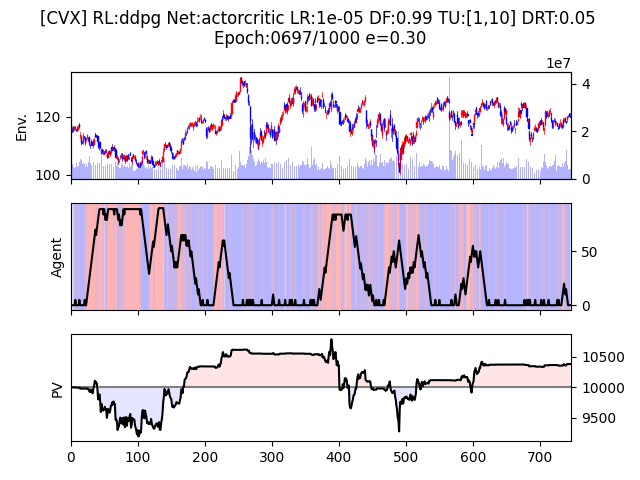 [CVX] RL:ddpg Net:actorcritic LR:1e-05 DF:0.99 TU:[1,10] DRT:0.05
Epoch:0697/1000 e=0.30
1e7
Env.
120
100
4
2
0
Agent
50
0
PV
10500
10000
9500
0 100 200 300 400 500 600 700